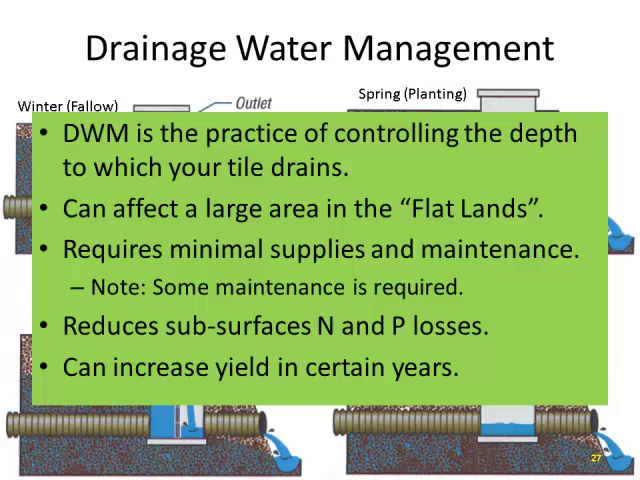 Drainage Water Management
Winter (Fallow)
Outlet
Spring (Planting)
• DWM is the practice of controlling the depth
to which your tile drains.
• Can affect a large area in the “Flat Lands”.
• Requires minimal supplies and maintenance.
– Note: Some maintenance is required.
• Reduces sub-surfaces N and P losses.
• Can increase yield in certain years.
27